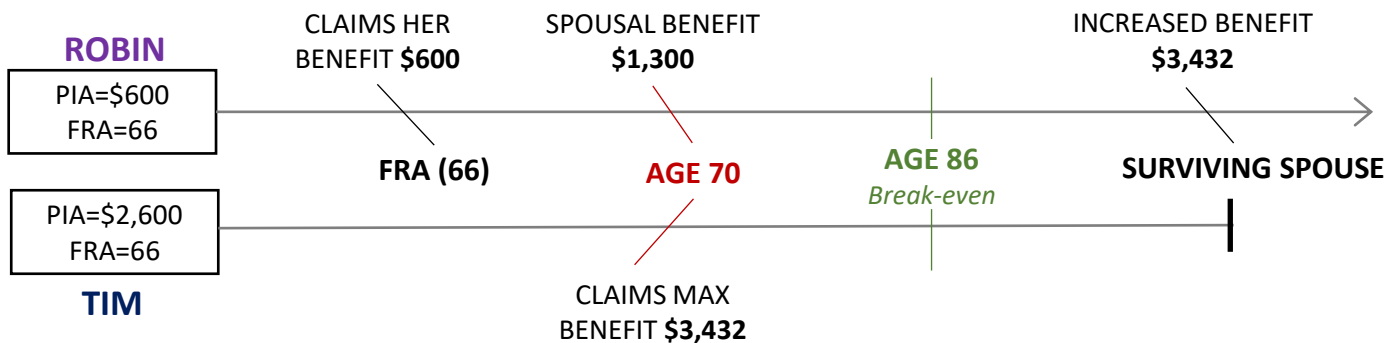 ROBIN
PIA=$600
FRA=66
CLAIMS HER
BENEFIT $600
SPOUSAL BENEFIT
$1,300
INCREASED BENEFIT
$3,432
FRA (66)
AGE 70
AGE 86
Break-even
SURVIVING SPOUSE
PIA=$2,600
FRA=66
TIM
CLAIMS MAX
BENEFIT $3,432